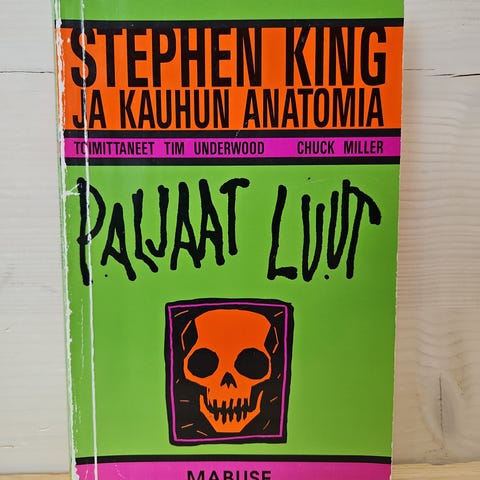 STEPHEN KING
JA KAUHUN ANATOMIA
TOIMITTANEET TIM UNDERWOOD CHUCK MILLER
PALJAAT LUUT
MABUSE